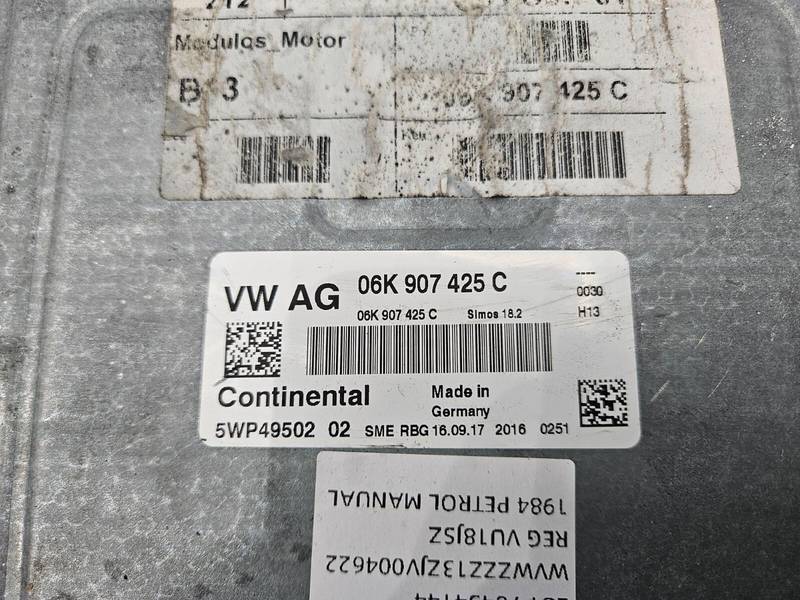 212
Modulos Motor
B 3
907 425 C
VW AG
06K 907 425 C
06K 907 425 C
Simos 18.2
----
0030
H13
Continental
Made in
Germany
5WP49502 02
SME RBG 16.09.17 2016 0251
1984 PETROL MANUAL
REG VU18JSZ
WVWZZZ13ZJV004622